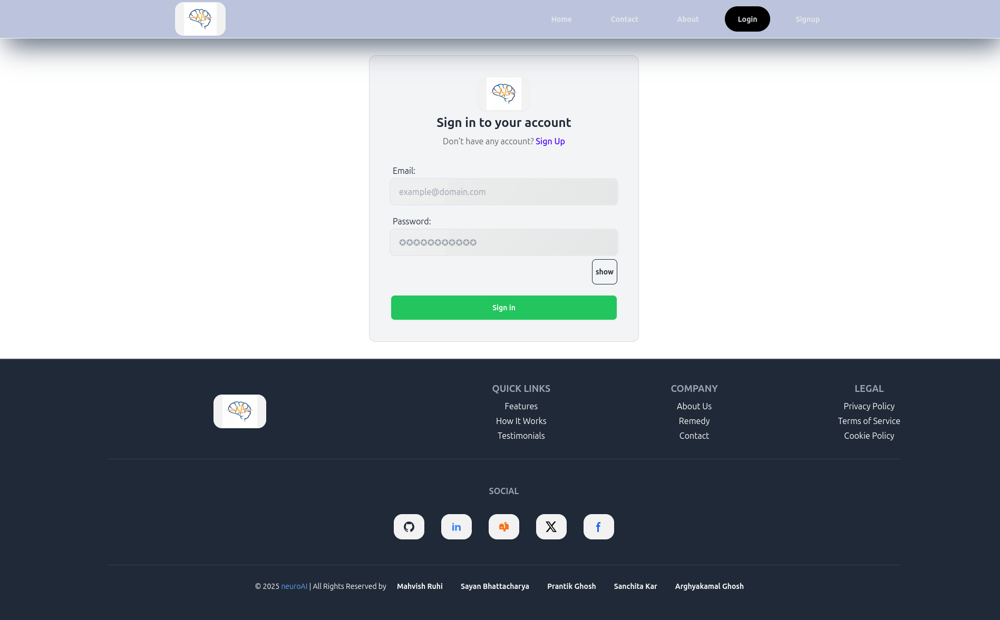 Home Contact About Login Signup
Sign in to your account
Don't have any account? Sign Up
Email:
example@domain.com
Password:
✪✪✪✪✪✪✪✪✪✪✪
show
Sign in
QUICK LINKS
Features
How It Works
Testimonials
COMPANY
About Us
Remedy
Contact
LEGAL
Privacy Policy
Terms of Service
Cookie Policy
SOCIAL
© 2025 neuroAI | All Rights Reserved by Mahvish Ruhi Sayan Bhattacharya Prantik Ghosh Sanchita Kar Arghyakamal Ghosh